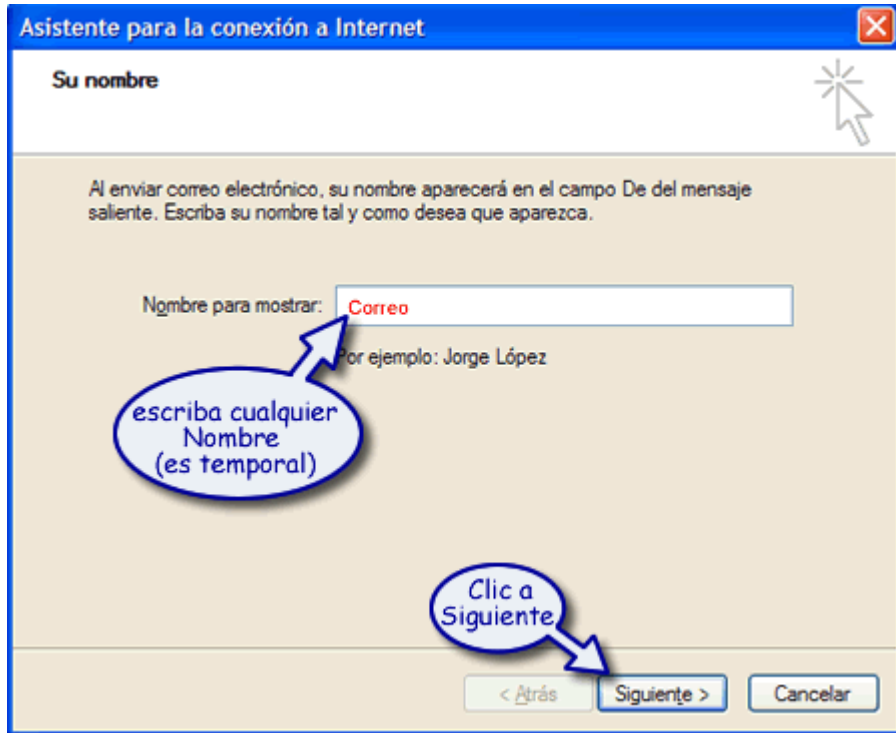 Asistente para la conexión a Internet
Su nombre
Al enviar correo electrónico, su nombre aparecerá en el campo De del mensaje
saliente. Escriba su nombre tal y como desea que aparezca.
Nombre para mostrar: Correo
Por ejemplo: Jorge López
escriba cualquier
Nombre
(es temporal)
Clic a
Siguiente
< Atrás Siguiente > Cancelar